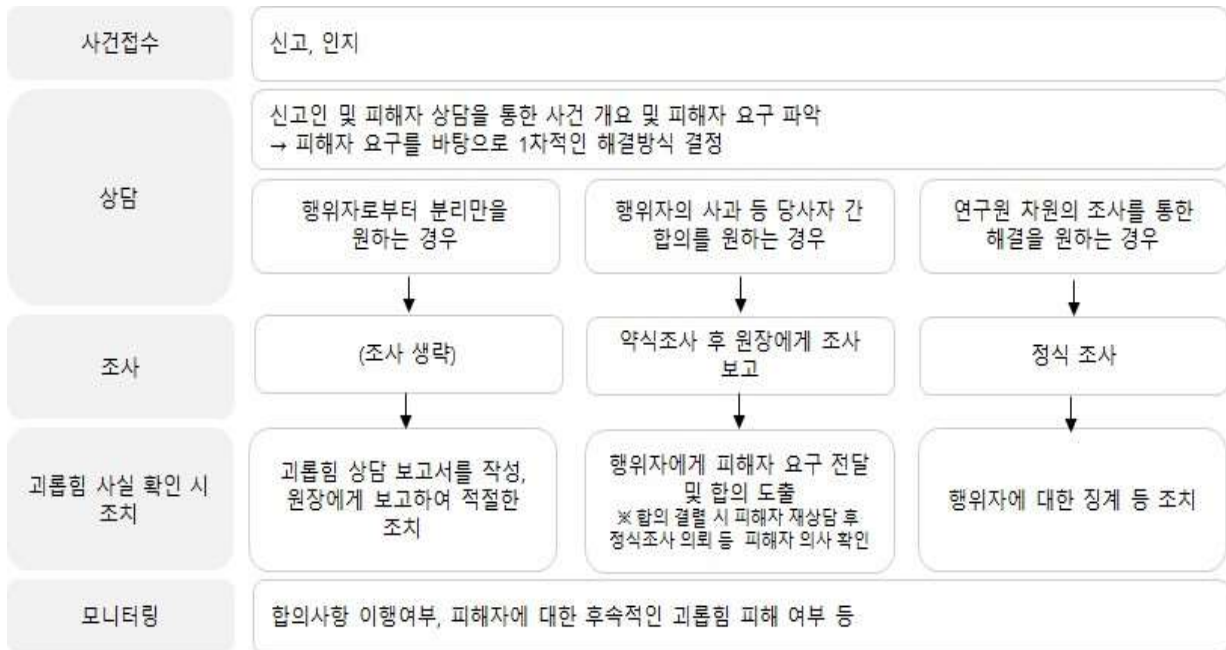 사건접수
신고, 인지
상담
신고인 및 피해자 상담을 통한 사건 개요 및 피해자 요구 파악
→ 피해자 요구를 바탕으로 1차적인 해결방식 결정
행위자로부터 분리만을
원하는 경우
행위자의 사과 등 당사자 간
합의를 원하는 경우
연구원 차원의 조사를 통한
해결을 원하는 경우
조사
(조사 생략)
약식조사 후 원장에게 조사
보고
정식 조사
괴롭힘 사실 확인 시
조치
괴롭힘 상담 보고서를 작성,
원장에게 보고하여 적절한
조치
행위자에게 피해자 요구 전달
및 합의 도출
※ 합의 결렬 시 피해자 재상담 후
정식조사 의뢰 등 피해자 의사 확인
행위자에 대한 징계 등 조치
모니터링
합의사항 이행여부, 피해자에 대한 후속적인 괴롭힘 피해 여부 등